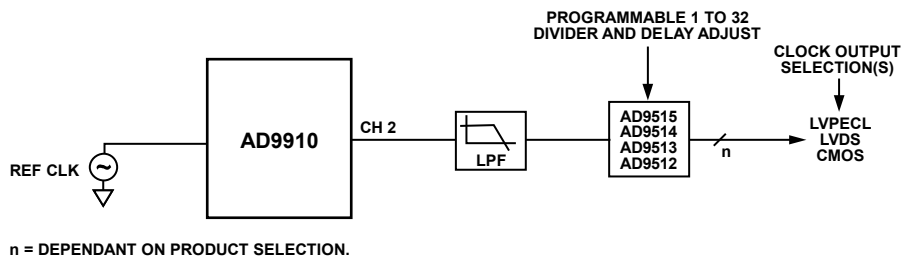 PROGRAMMABLE 1 TO 32
DIVIDER AND DELAY ADJUST
CLOCK OUTPUT
SELECTION(S)
AD9910
CH 2
LPF
AD9515
AD9514
AD9513
AD9512
n
LVPECL
LVDS
CMOS
REF CLK
~
n = DEPENDANT ON PRODUCT SELECTION.